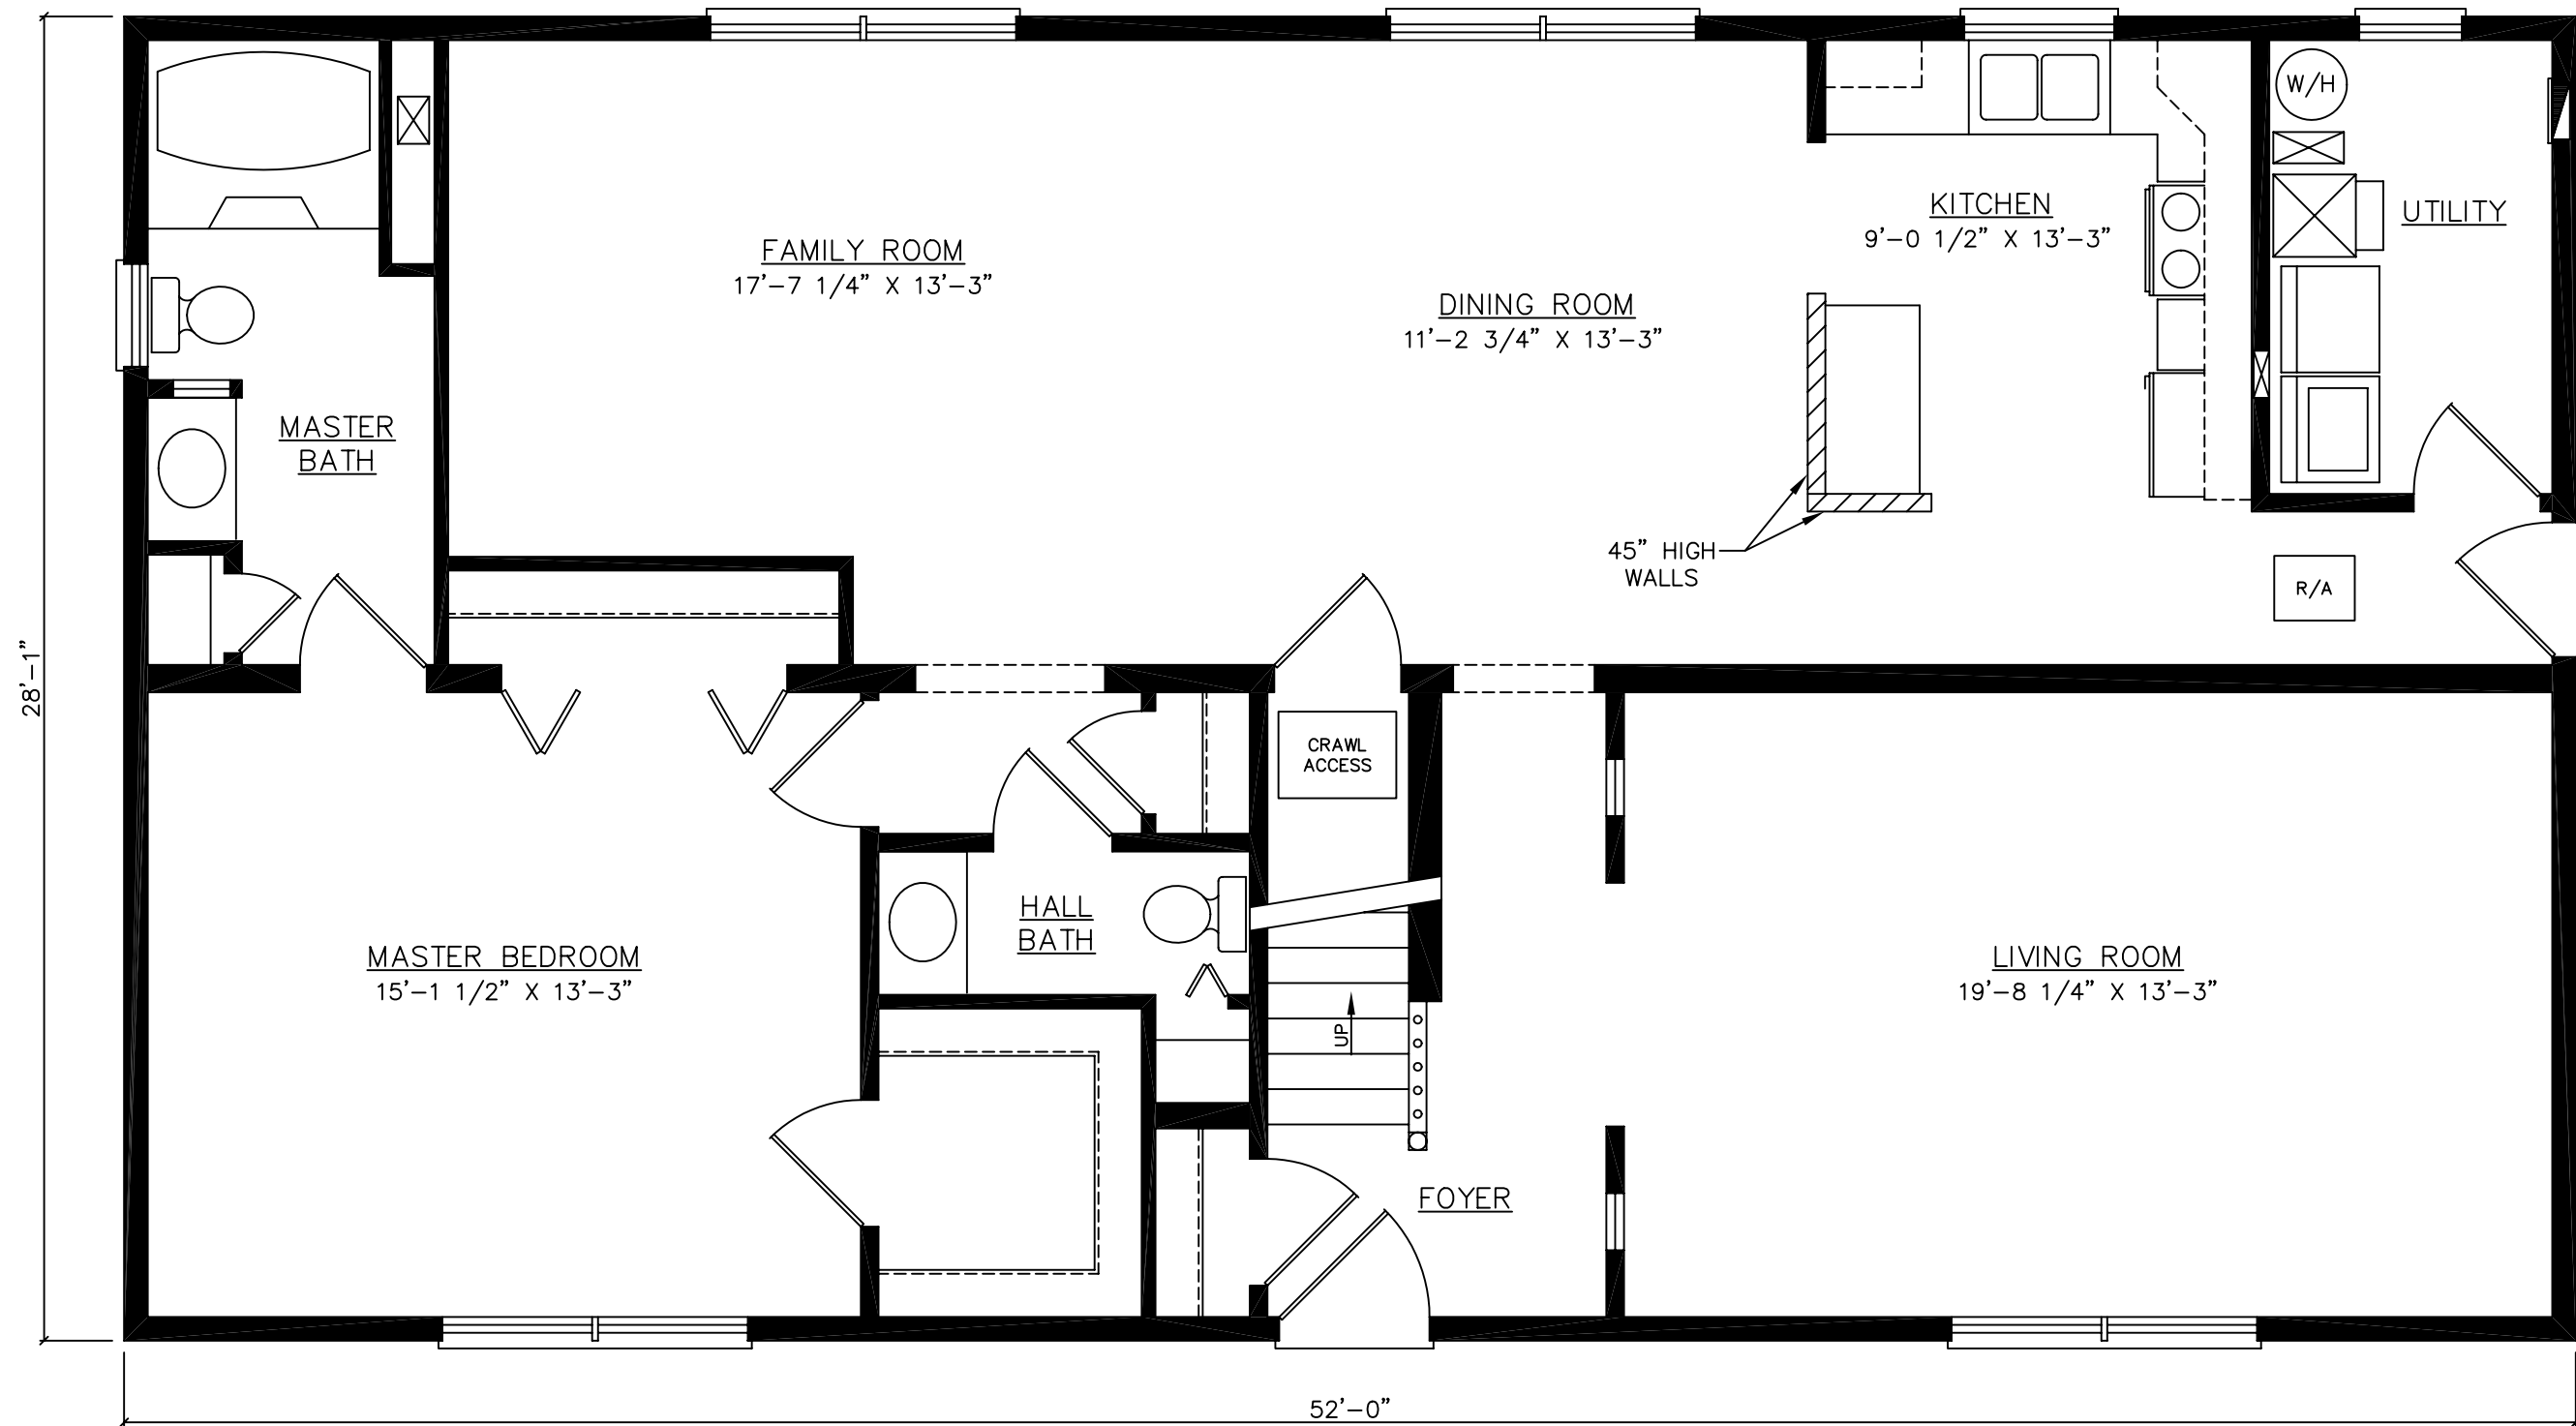 W/H
KITCHEN
9'-0 1/2" X 13'-3"
UTILITY
FAMILY ROOM
17'-7 1/4" X 13'-3"
DINING ROOM
11'-2 3/4" X 13'-3"
MASTER
BATH
45" HIGH
WALLS
R/A
28'-1"
CRAWL
ACCESS
HALL
BATH
MASTER BEDROOM
15'-1 1/2" X 13'-3"
LIVING ROOM
19'-8 1/4" X 13'-3"
UP
FOYER
52'-0"